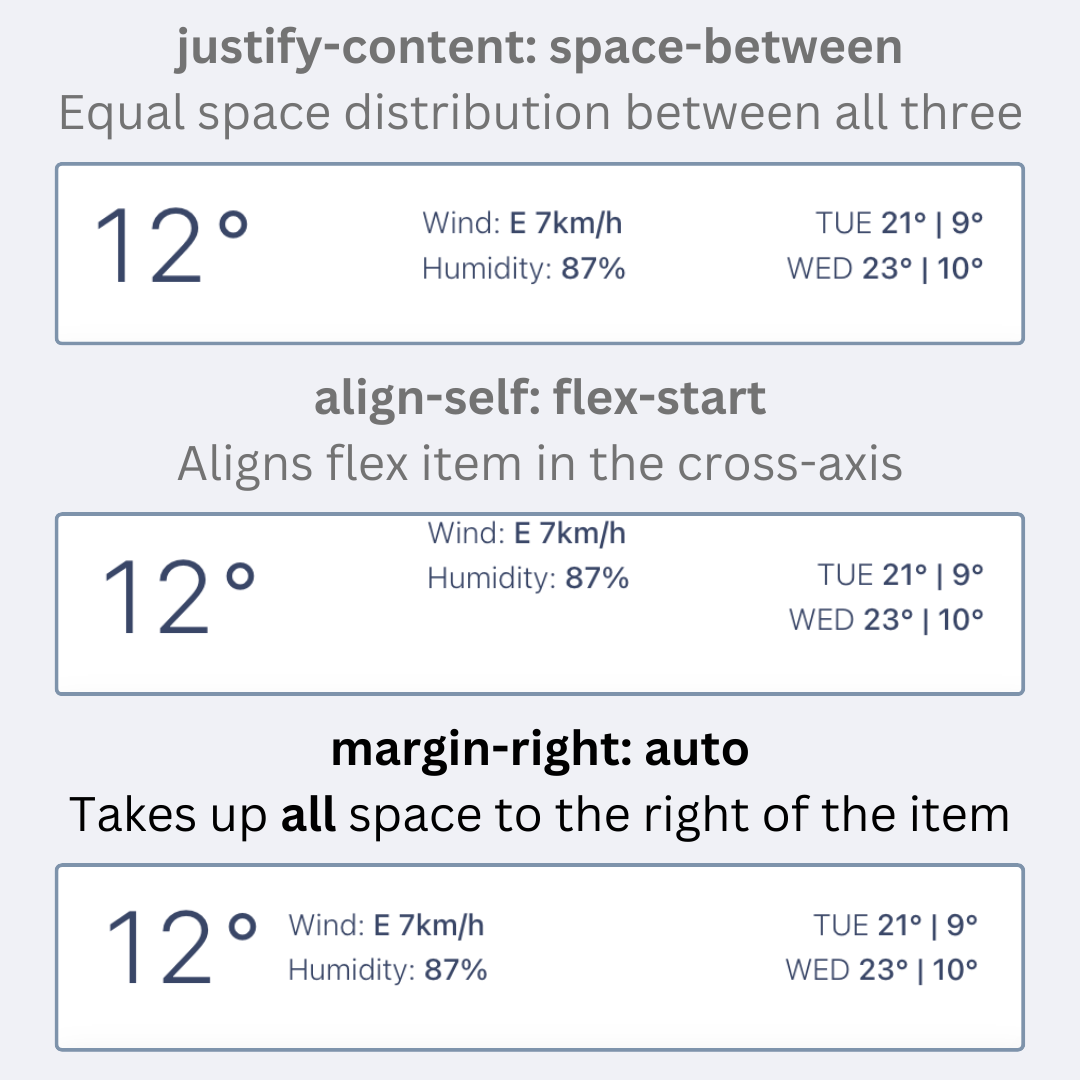 justify-content: space-between
Equal space distribution between all three
12°
Wind: E 7km/h
Humidity: 87%
TUE 21° | 9°
WED 23° | 10°
align-self: flex-start
Aligns flex item in the cross-axis
12°
Wind: E 7km/h
Humidity: 87%
TUE 21° | 9°
WED 23° | 10°
margin-right: auto
Takes up all space to the right of the item
12°
Wind: E 7km/h
Humidity: 87%
TUE 21° | 9°
WED 23° | 10°